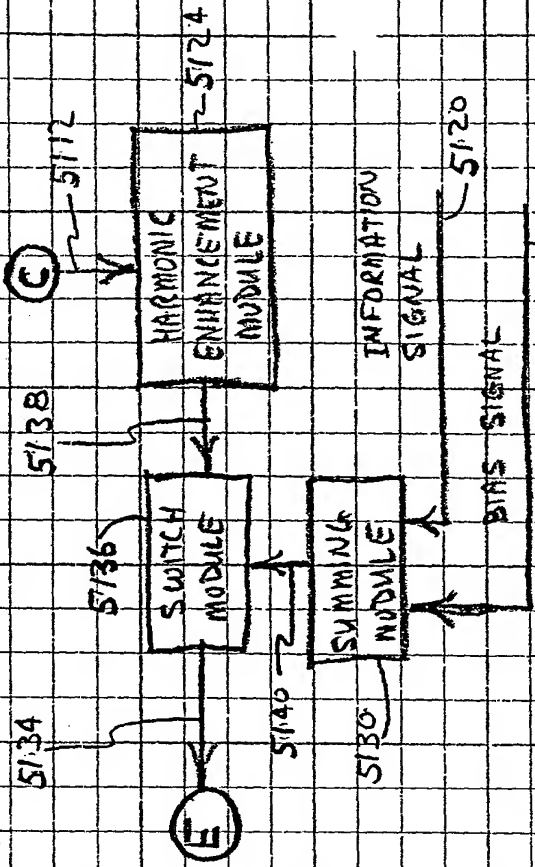 C
5112
5138
5136
5134
HARMONIC
ENHANCEMENT
MODULE
5124
SWITCH
MODULE
E
5140
SUMMING
MODULE
5130
INFORMATION
SIGNAL
5120
BIAS SIGNAL